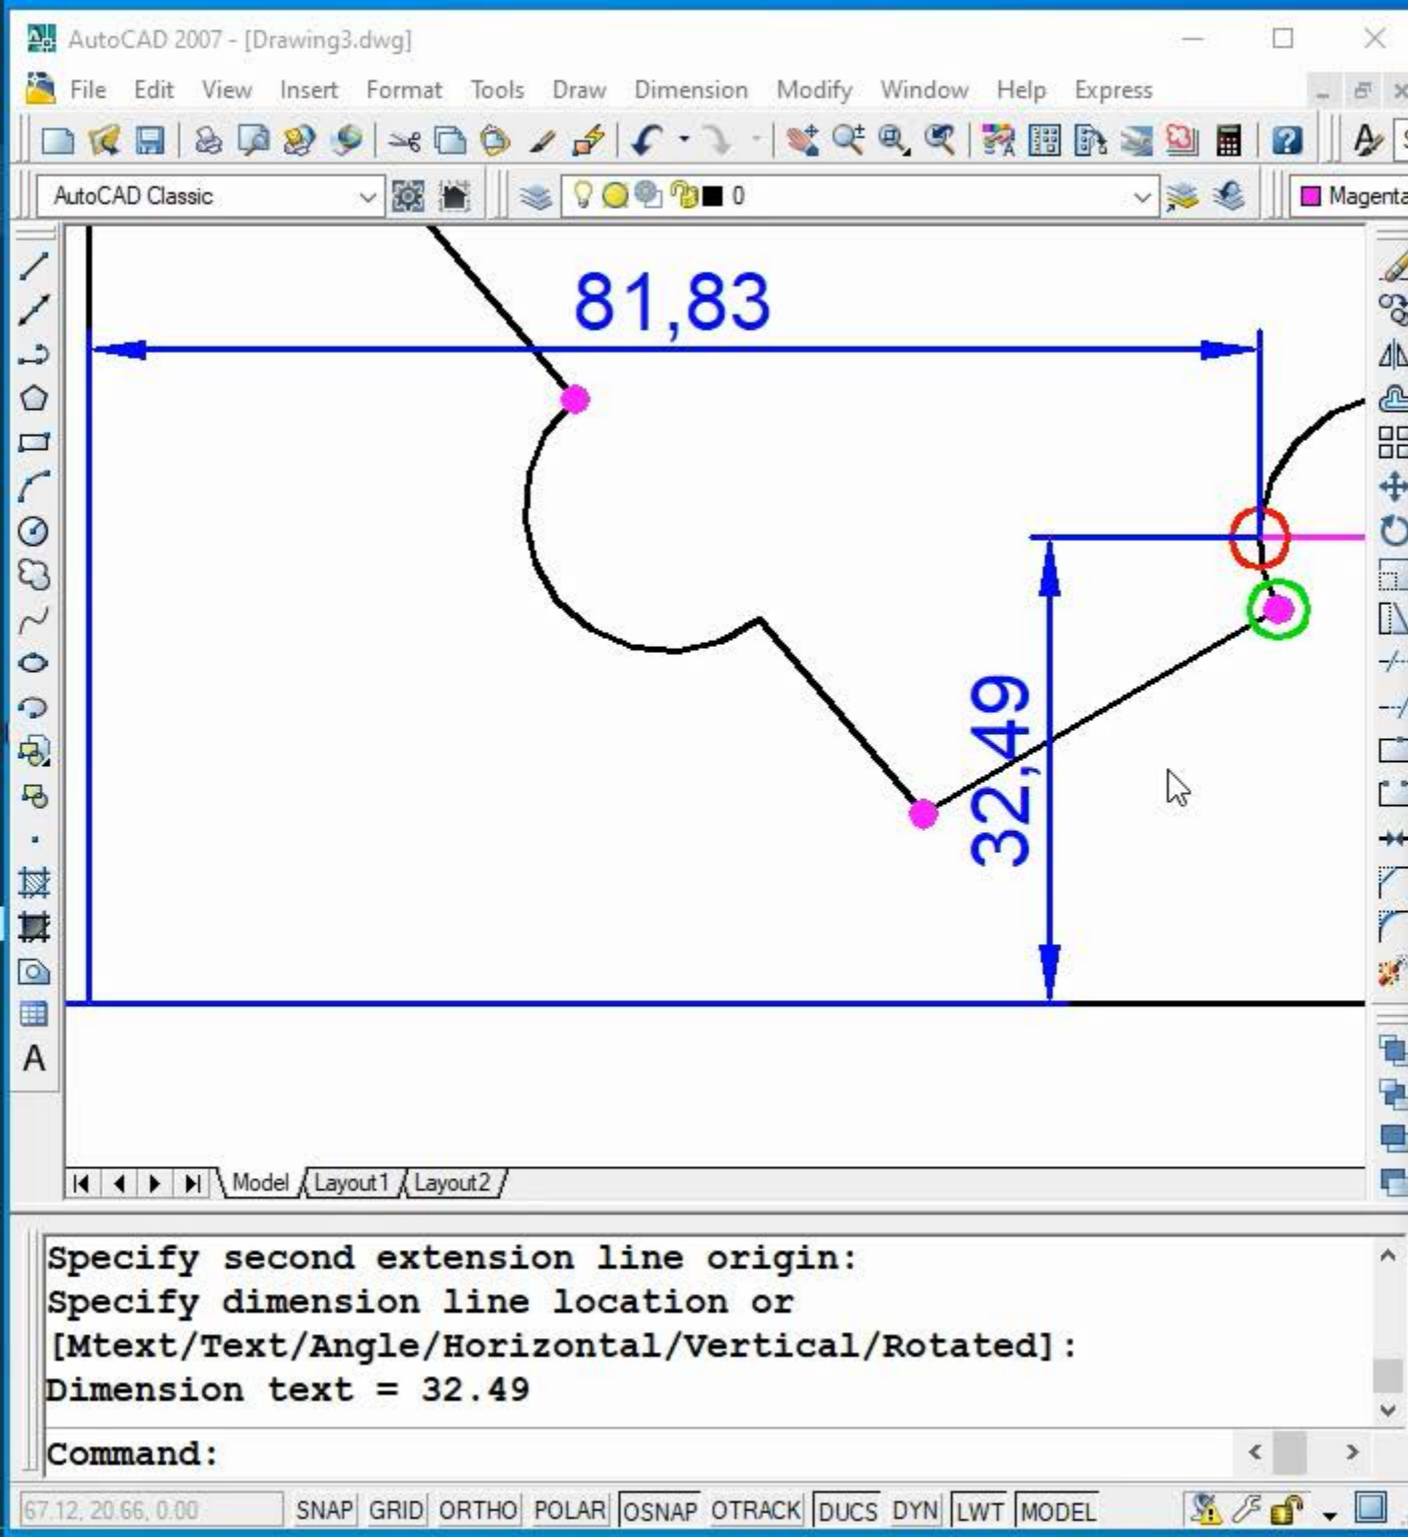 AutoCAD 2007 - [Drawing3.dwg]
File Edit View Insert Format Tools Draw Dimension Modify Window Help Express
AutoCAD Classic 0 Magenta
81,83
32,49
A
Model Layout1 Layout2
Specify second extension line origin:
Specify dimension line location or
[Mtext/Text/Angle/Horizontal/Vertical/Rotated]:
Dimension text = 32.49
Command:
67.12, 20.66, 0.00 SNAP GRID ORTHO POLAR OSNAP OTRACK DUCS DYN LWT MODEL